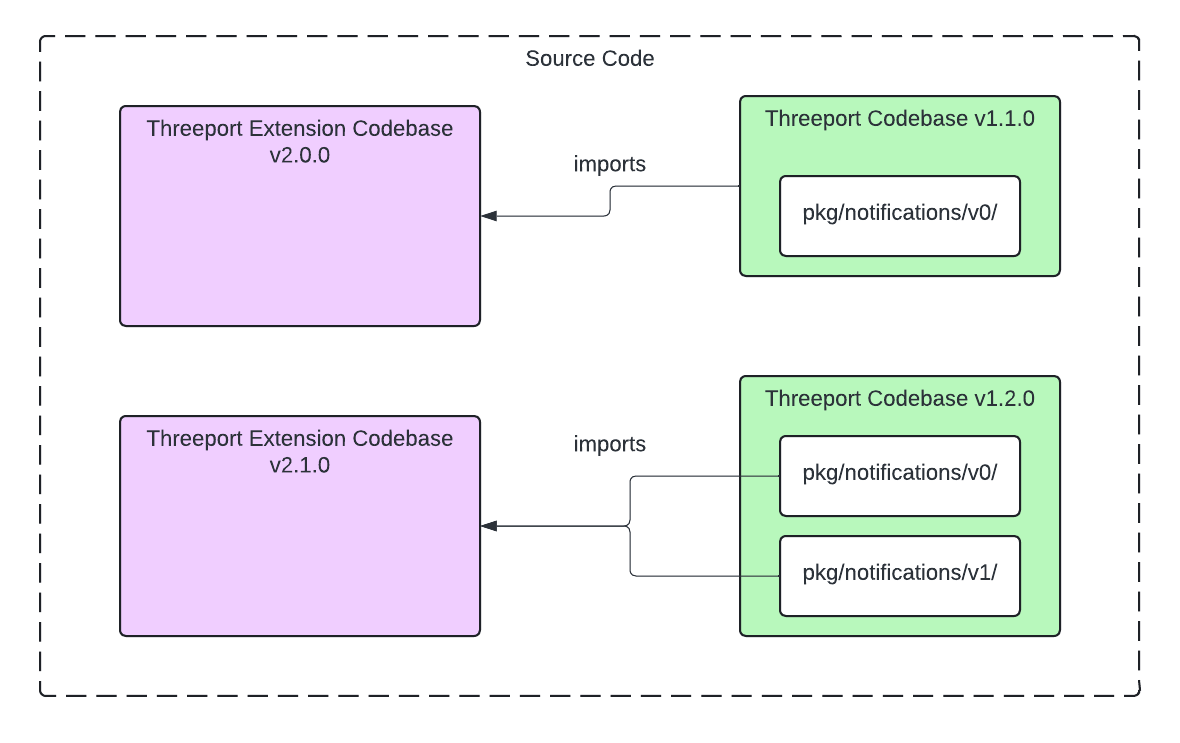 Source Code
Threeport Extension Codebase
v2.0.0
imports
Threeport Codebase v1.1.0
pkg/notifications/v0/
Threeport Extension Codebase
v2.1.0
imports
Threeport Codebase v1.2.0
pkg/notifications/v0/
pkg/notifications/v1/